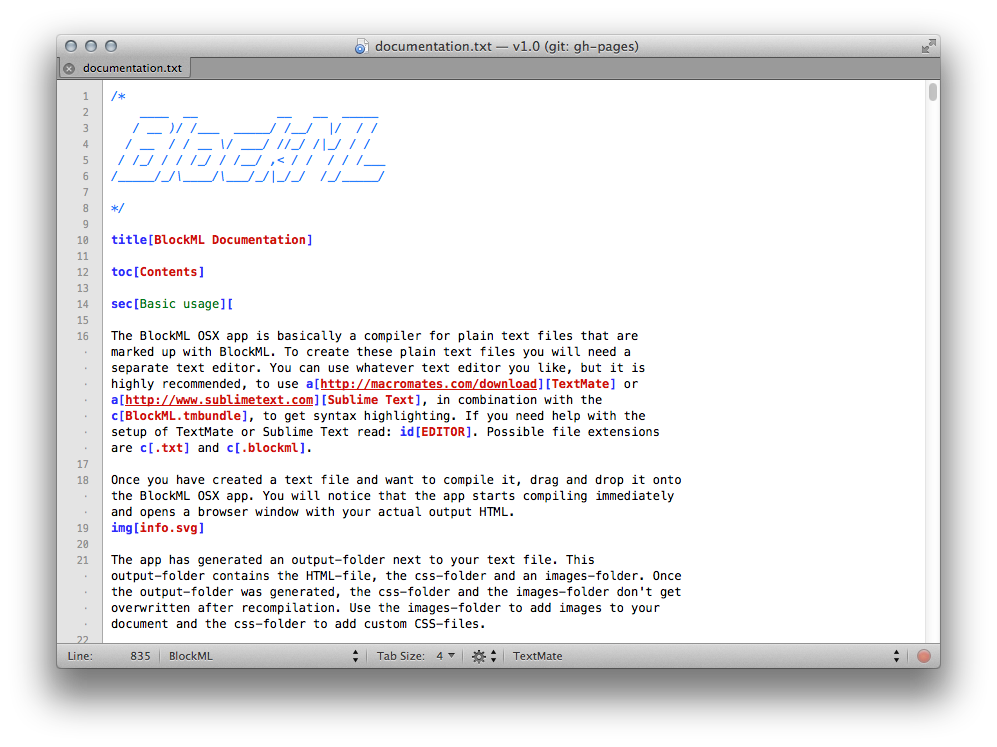 documentation.txt — v1.0 (git: gh-pages)
documentation.txt
1 /*
2     ____  __           __   __  _____
3    / __ )/ /___  _____/ /__/  |/  / /
4   / __  / / __ \/ ___/ //_/ /|_/ / /
5  / /_/ / / /_/ / /__/ ,< / /  / / /___
6 /_____/_/\____/\___/_/|_/_/  /_/_____/
7
8 */
9
10 title[BlockML Documentation]
11
12 toc[Contents]
13
14 sec[Basic usage][
15
16 The BlockML OSX app is basically a compiler for plain text files that are
· marked up with BlockML. To create these plain text files you will need a
· separate text editor. You can use whatever text editor you like, but it is
· highly recommended, to use a[http://macromates.com/download][TextMate] or
· a[http://www.sublimetext.com][Sublime Text], in combination with the
· c[BlockML.tmbundle], to get syntax highlighting. If you need help with the
· setup of TextMate or Sublime Text read: id[EDITOR]. Possible file extensions
· are c[.txt] and c[.blockml].
17
18 Once you have created a text file and want to compile it, drag and drop it onto
· the BlockML OSX app. You will notice that the app starts compiling immediately
· and opens a browser window with your actual output HTML.
19 img[info.svg]
20
21 The app has generated an output-folder next to your text file. This
· output-folder contains the HTML-file, the css-folder and an images-folder. Once
· the output-folder was generated, the css-folder and the images-folder don't get
· overwritten after recompilation. Use the images-folder to add images to your
· document and the css-folder to add custom CSS-files.
22
Line: 835 BlockML Tab Size: 4 TextMate